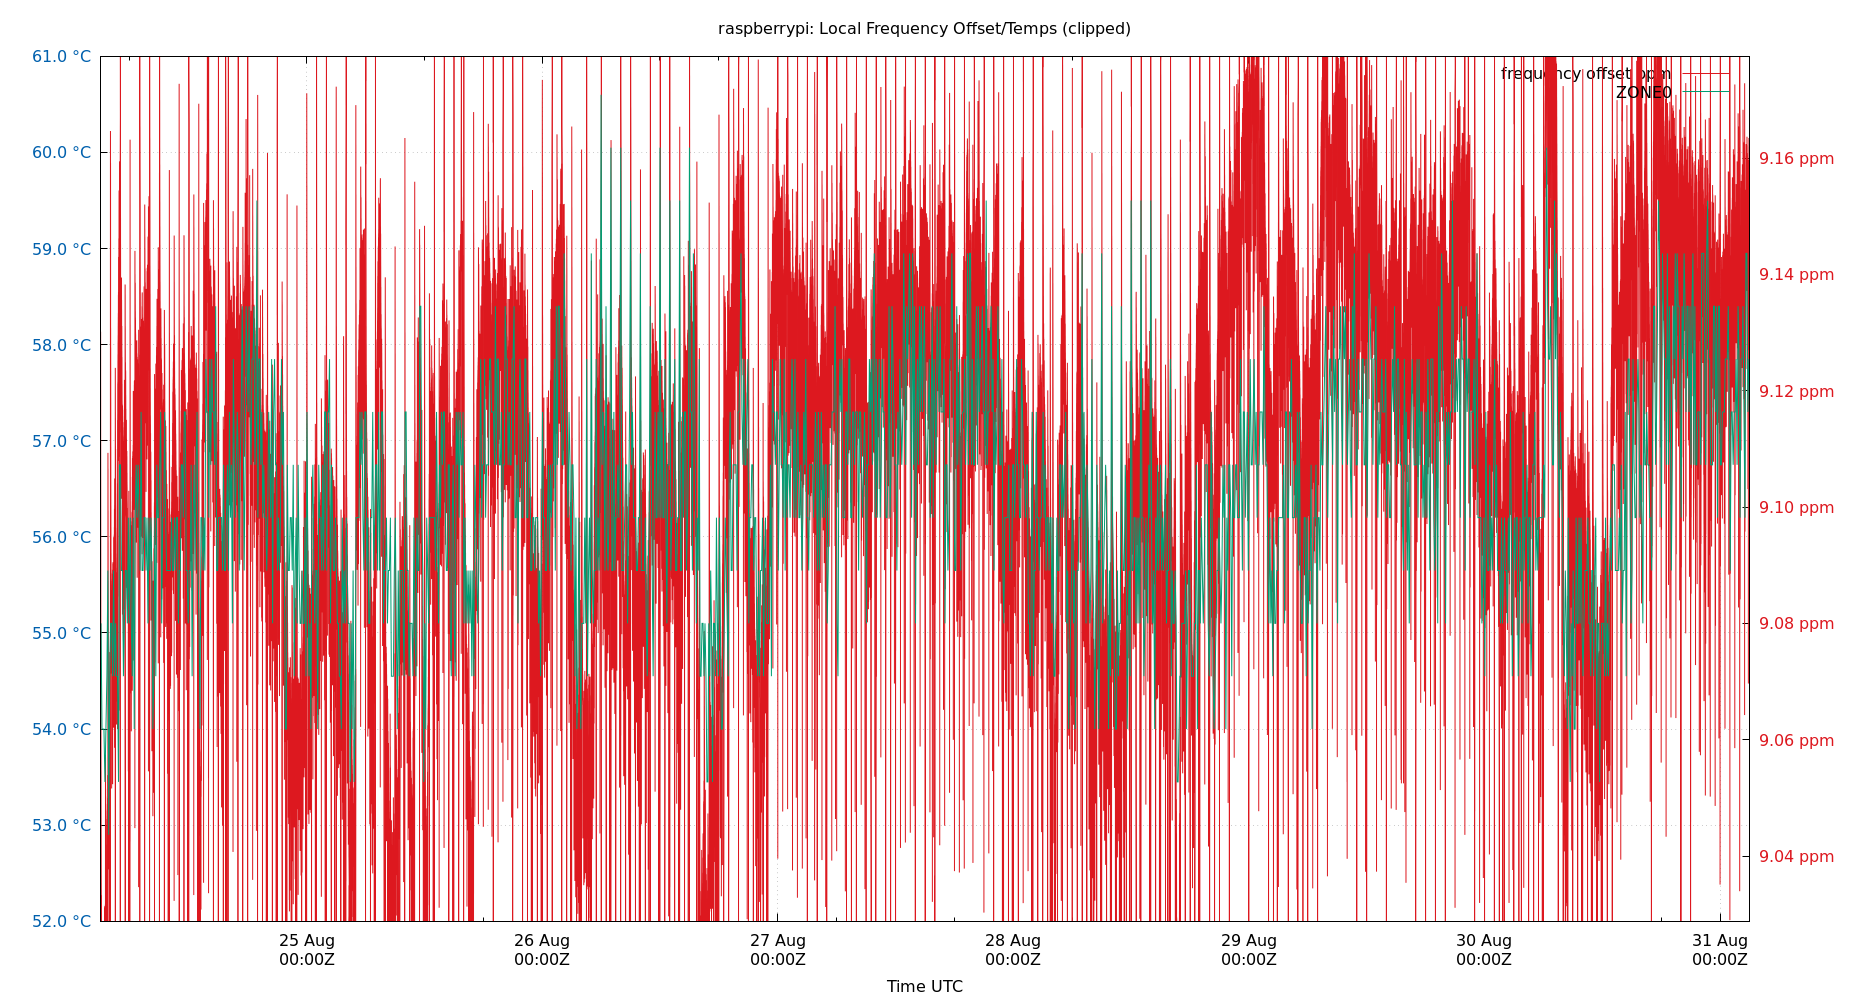 raspberrypi: Local Frequency Offset/Temps (clipped)
61.0 °C
60.0 °C
59.0 °C
58.0 °C
57.0 °C
56.0 °C
55.0 °C
54.0 °C
53.0 °C
52.0 °C
frequency offset ppm
ZONE0
9.16 ppm
9.14 ppm
9.12 ppm
9.10 ppm
9.08 ppm
9.06 ppm
9.04 ppm
25 Aug
00:00Z
26 Aug
00:00Z
27 Aug
00:00Z
28 Aug
00:00Z
29 Aug
00:00Z
30 Aug
00:00Z
31 Aug
00:00Z
Time UTC